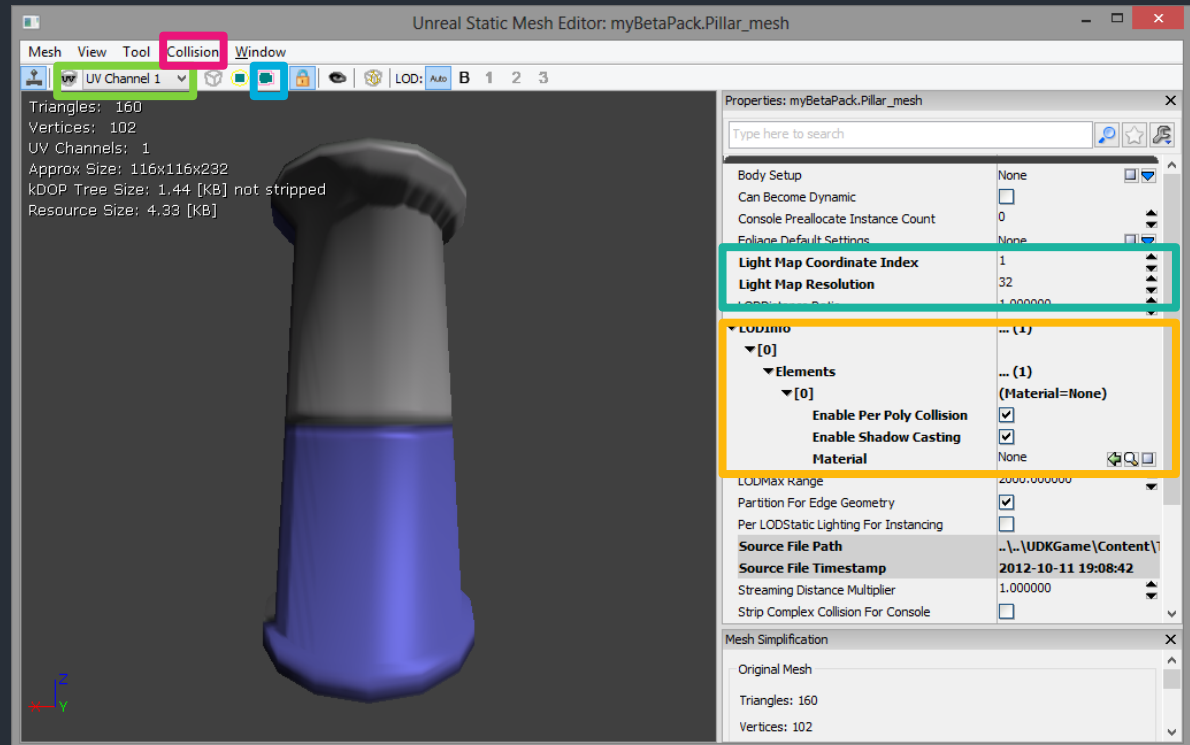 Unreal Static Mesh Editor: myBetaPack.Pillar_mesh
Mesh View Tool Collision Window
UV UV Channel 1 LOD: Auto B 1 2 3
Triangles: 160
Vertices: 102
UV Channels: 1
Approx Size: 116x116x232
kDOP Tree Size: 1.44 [KB] not stripped
Resource Size: 4.33 [KB]
Z
X Y
Properties: myBetaPack.Pillar_mesh
Type here to search
Body Setup None
Can Become Dynamic
Console Preallocate Instance Count 0
Foliage Default Settings None
Light Map Coordinate Index 1
Light Map Resolution 32
LODDistance Ratio 1.000000
LODInfo ... (1)
[0]
Elements ... (1)
[0] (Material=None)
Enable Per Poly Collision
Enable Shadow Casting
Material None
LODMax Range 2000.000000
Partition For Edge Geometry
Per LODStatic Lighting For Instancing
Source File Path ..\..\UDKGame\Content\
Source File Timestamp 2012-10-11 19:08:42
Streaming Distance Multiplier 1.000000
Strip Complex Collision For Console
Mesh Simplification
Original Mesh
Triangles: 160
Vertices: 102